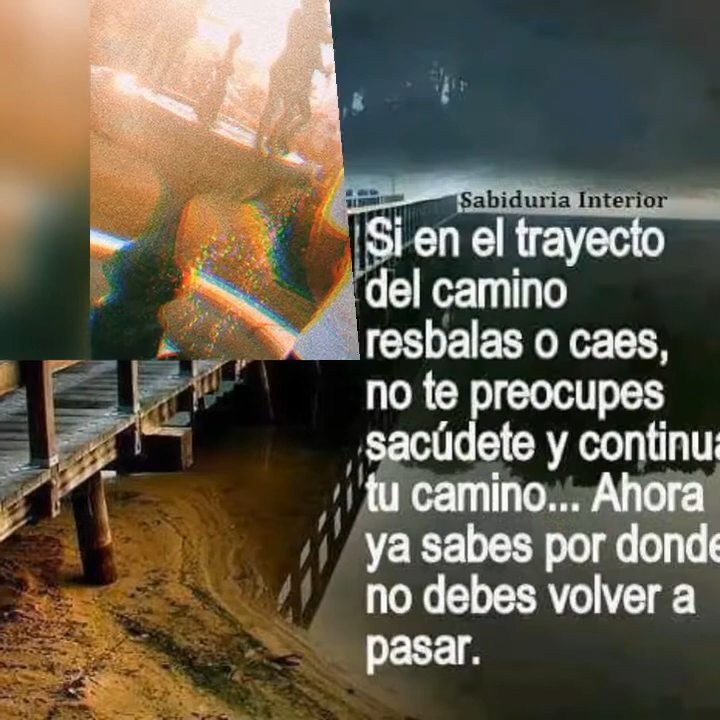 Sabiduria Interior
Si en el trayecto
del camino
resbalas o caes,
no te preocupes
sacúdete y continua
tu camino... Ahora
ya sabes por donde
no debes volver a
pasar.